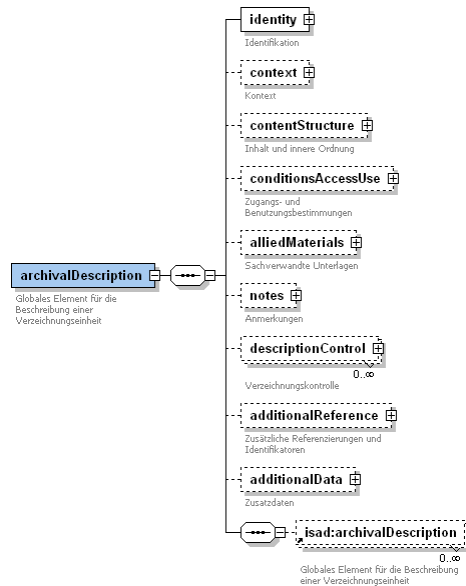 identity
Identifikation
context
Kontext
contentStructure
Inhalt und innere Ordnung
conditionsAccessUse
Zugangs- und
Benutzungsbestimmungen
alliedMaterials
Sachverwandte Unterlagen
archivalDescription
Globales Element für die
Beschreibung einer
Verzeichnungseinheit
notes
Anmerkungen
descriptionControl
0..∞
Verzeichnungskontrolle
additionalReference
Zusätzliche Referenzierungen und
Identifikatoren
additionalData
Zusatzdaten
isad:archivalDescription
0..∞
Globales Element für die Beschreibung
einer Verzeichnungseinheit